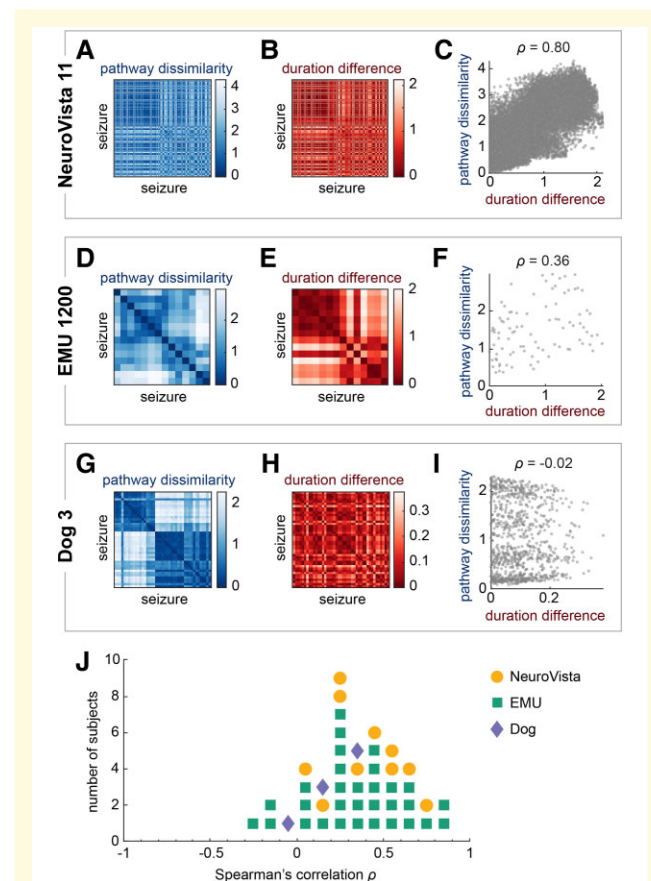 NeuroVista 11
A
pathway dissimilarity
seizure
seizure
4
3
2
1
0
B
duration difference
seizure
seizure
2
1
0
C
ρ = 0.80
pathway dissimilarity
4
3
2
1
0
0 1 2
duration difference
EMU 1200
D
pathway dissimilarity
seizure
2
1
0
E
duration difference
seizure
2
1
0
F
ρ = 0.36
pathway dissimilarity
2
1
0
0 1 2
duration difference
Dog 3
G
pathway dissimilarity
seizure
seizure
2
1
0
H
duration difference
seizure
seizure
0.3
0.2
0.1
0
I
ρ = -0.02
pathway dissimilarity
2
1
0
0 0.2
duration difference
J
number of subjects
10
8
6
4
2
0
-1 -0.5 0 0.5 1
Spearman's correlation ρ
NeuroVista
EMU
Dog